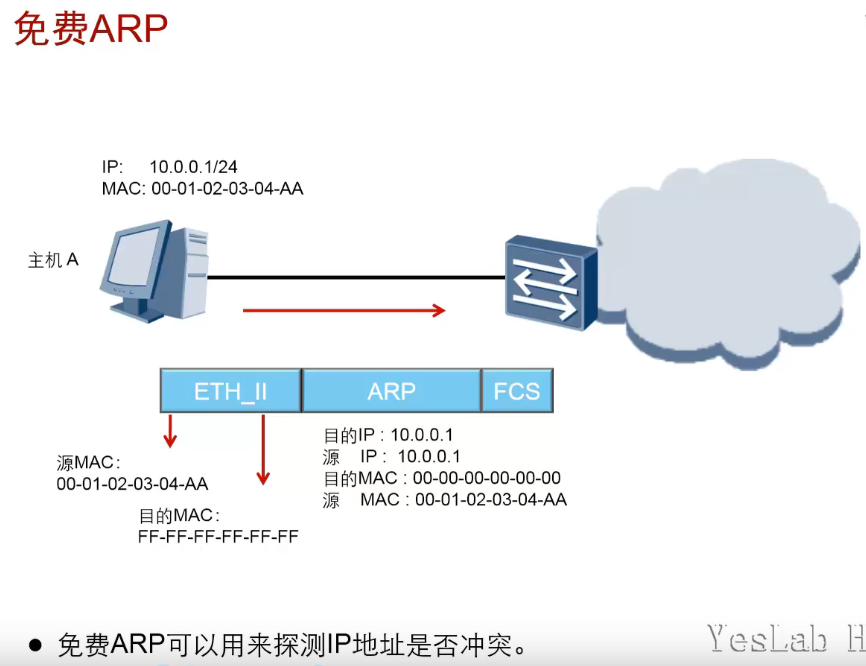 免费ARP
IP: 10.0.0.1/24
MAC: 00-01-02-03-04-AA
主机 A
ETH_II ARP FCS
目的IP : 10.0.0.1
源 IP : 10.0.0.1
目的MAC : 00-00-00-00-00-00
源 MAC : 00-01-02-03-04-AA
源MAC:
00-01-02-03-04-AA
目的MAC:
FF-FF-FF-FF-FF-FF
● 免费ARP可以用来探测IP地址是否冲突。
YesLab H